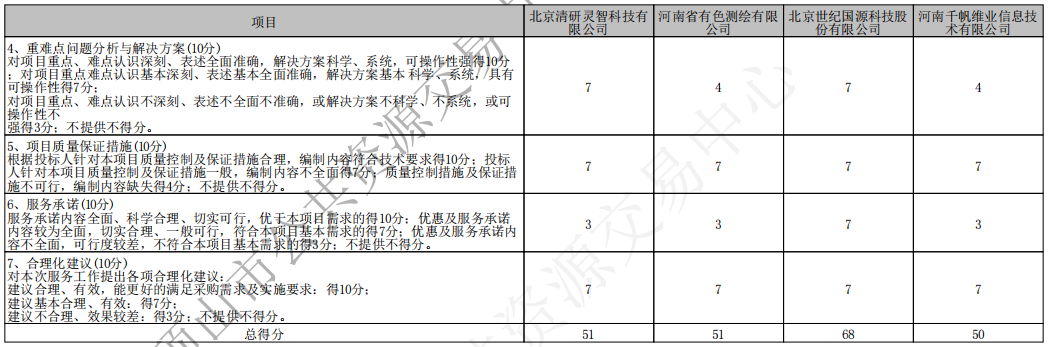 项目
北京清研灵智科技有限公司
河南省有色测绘有限公司
北京世纪国源科技股份有限公司
河南千帆维业信息技术有限公司
4、重难点问题分析与解决方案(10分)
对项目重点、难点认识深刻、表述全面准确，解决方案科学、系统，可操作性强得10分
；对项目重点难点认识基本深刻、表述基本全面准确，解决方案基本科学、系统，具有
可操作性得7分；
对项目重点、难点认识不深刻、表述不全面不准确，或解决方案不科学、不系统，或可
操作性不
强得3分；不提供不得分。
7
4
7
4
5、项目质量保证措施(10分)
根据投标人针对本项目质量控制及保证措施合理，编制内容符合技术要求得10分；投标
人针对本项目质量控制及保证措施一般，编制内容不全面得7分；质量控制措施及保证措
施不可行，编制内容缺失得4分；不提供不得分。
7
7
7
7
6、服务承诺(10分)
服务承诺内容全面、科学合理、切实可行，优于本项目需求的得10分；优惠及服务承诺
内容较为全面，切实合理、一般可行，符合本项目基本需求的得7分；优惠及服务承诺内
容不全面，可行度较差，不符合本项目基本需求的得3分；不提供不得分。
3
3
7
3
7、合理化建议(10分)
对本次服务工作提出各项合理化建议：
建议合理、有效，能更好的满足采购需求及实施要求：得10分；
建议基本合理、有效：得7分；
建议不合理、效果较差：得3分；不提供不得分。
7
7
7
7
总得分
51
51
68
50
顶山市公共资源交易
资源交易中心